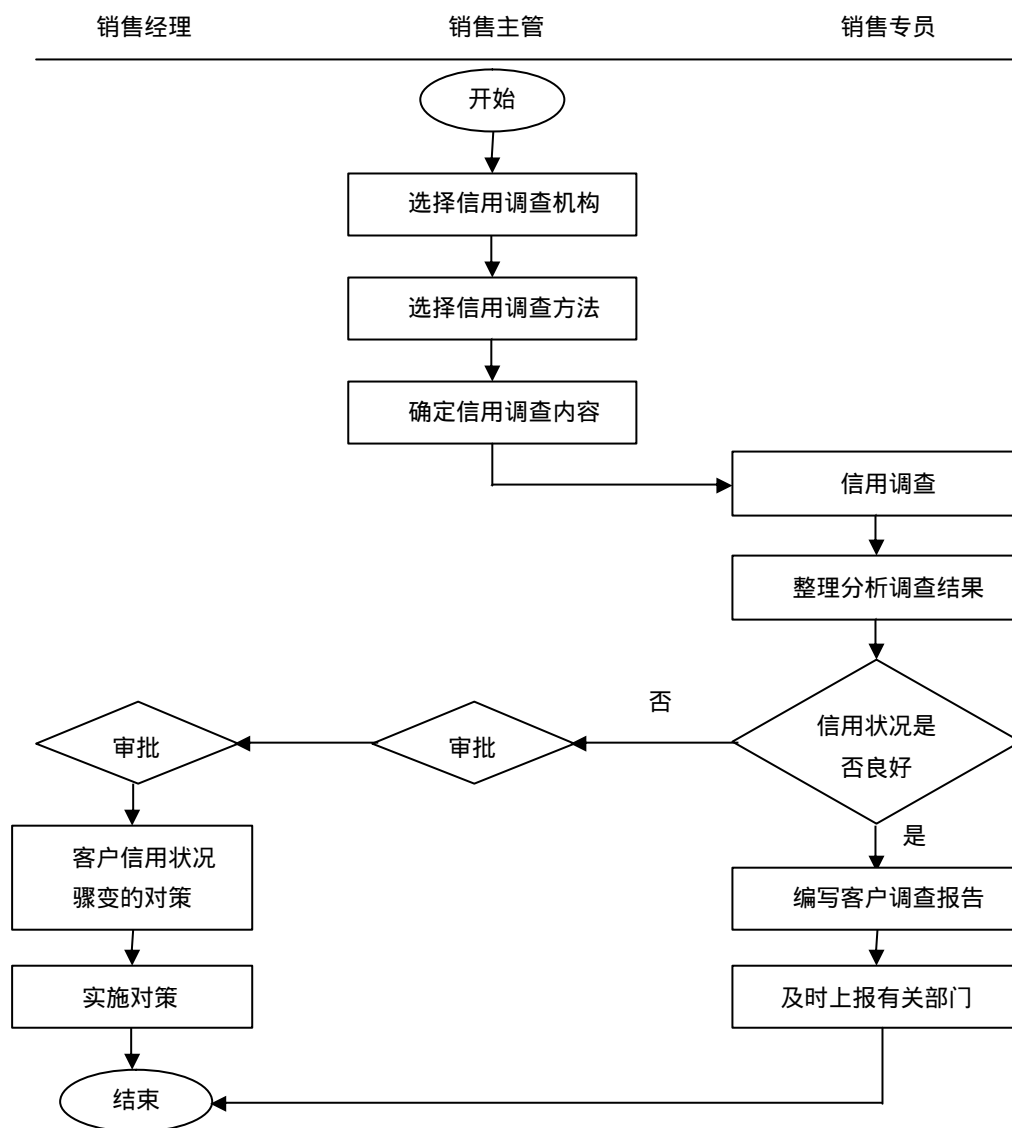 销售经理 销售主管 销售专员
开始
选择信用调查机构
选择信用调查方法
确定信用调查内容
信用调查
整理分析调查结果
否
信用状况是
否良好
审批
审批
是
客户信用状况
骤变的对策
编写客户调查报告
实施对策
及时上报有关部门
结束